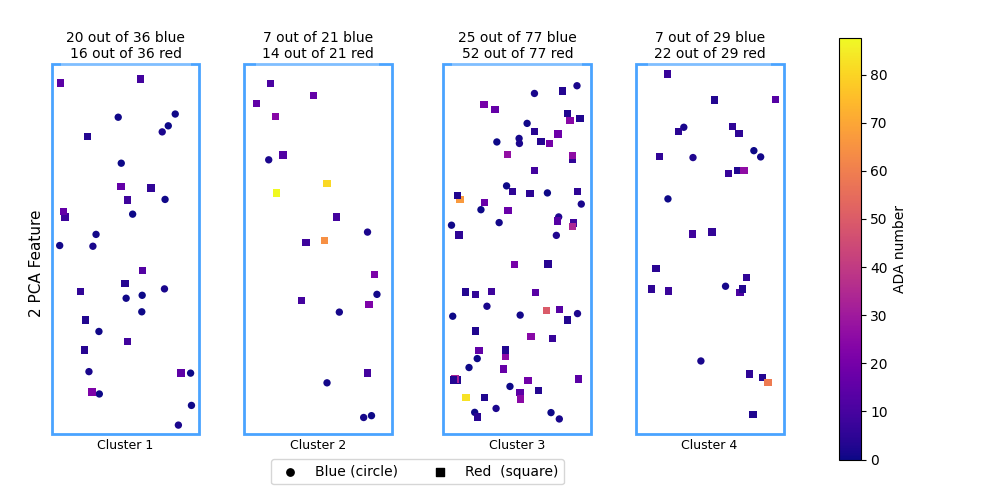 20 out of 36 blue
16 out of 36 red
7 out of 21 blue
14 out of 21 red
25 out of 77 blue
52 out of 77 red
7 out of 29 blue
22 out of 29 red
2 PCA Feature
Cluster 1
Cluster 2
Cluster 3
Cluster 4
80
70
60
50
40
30
20
10
0
ADA number
Blue (circle)
Red (square)